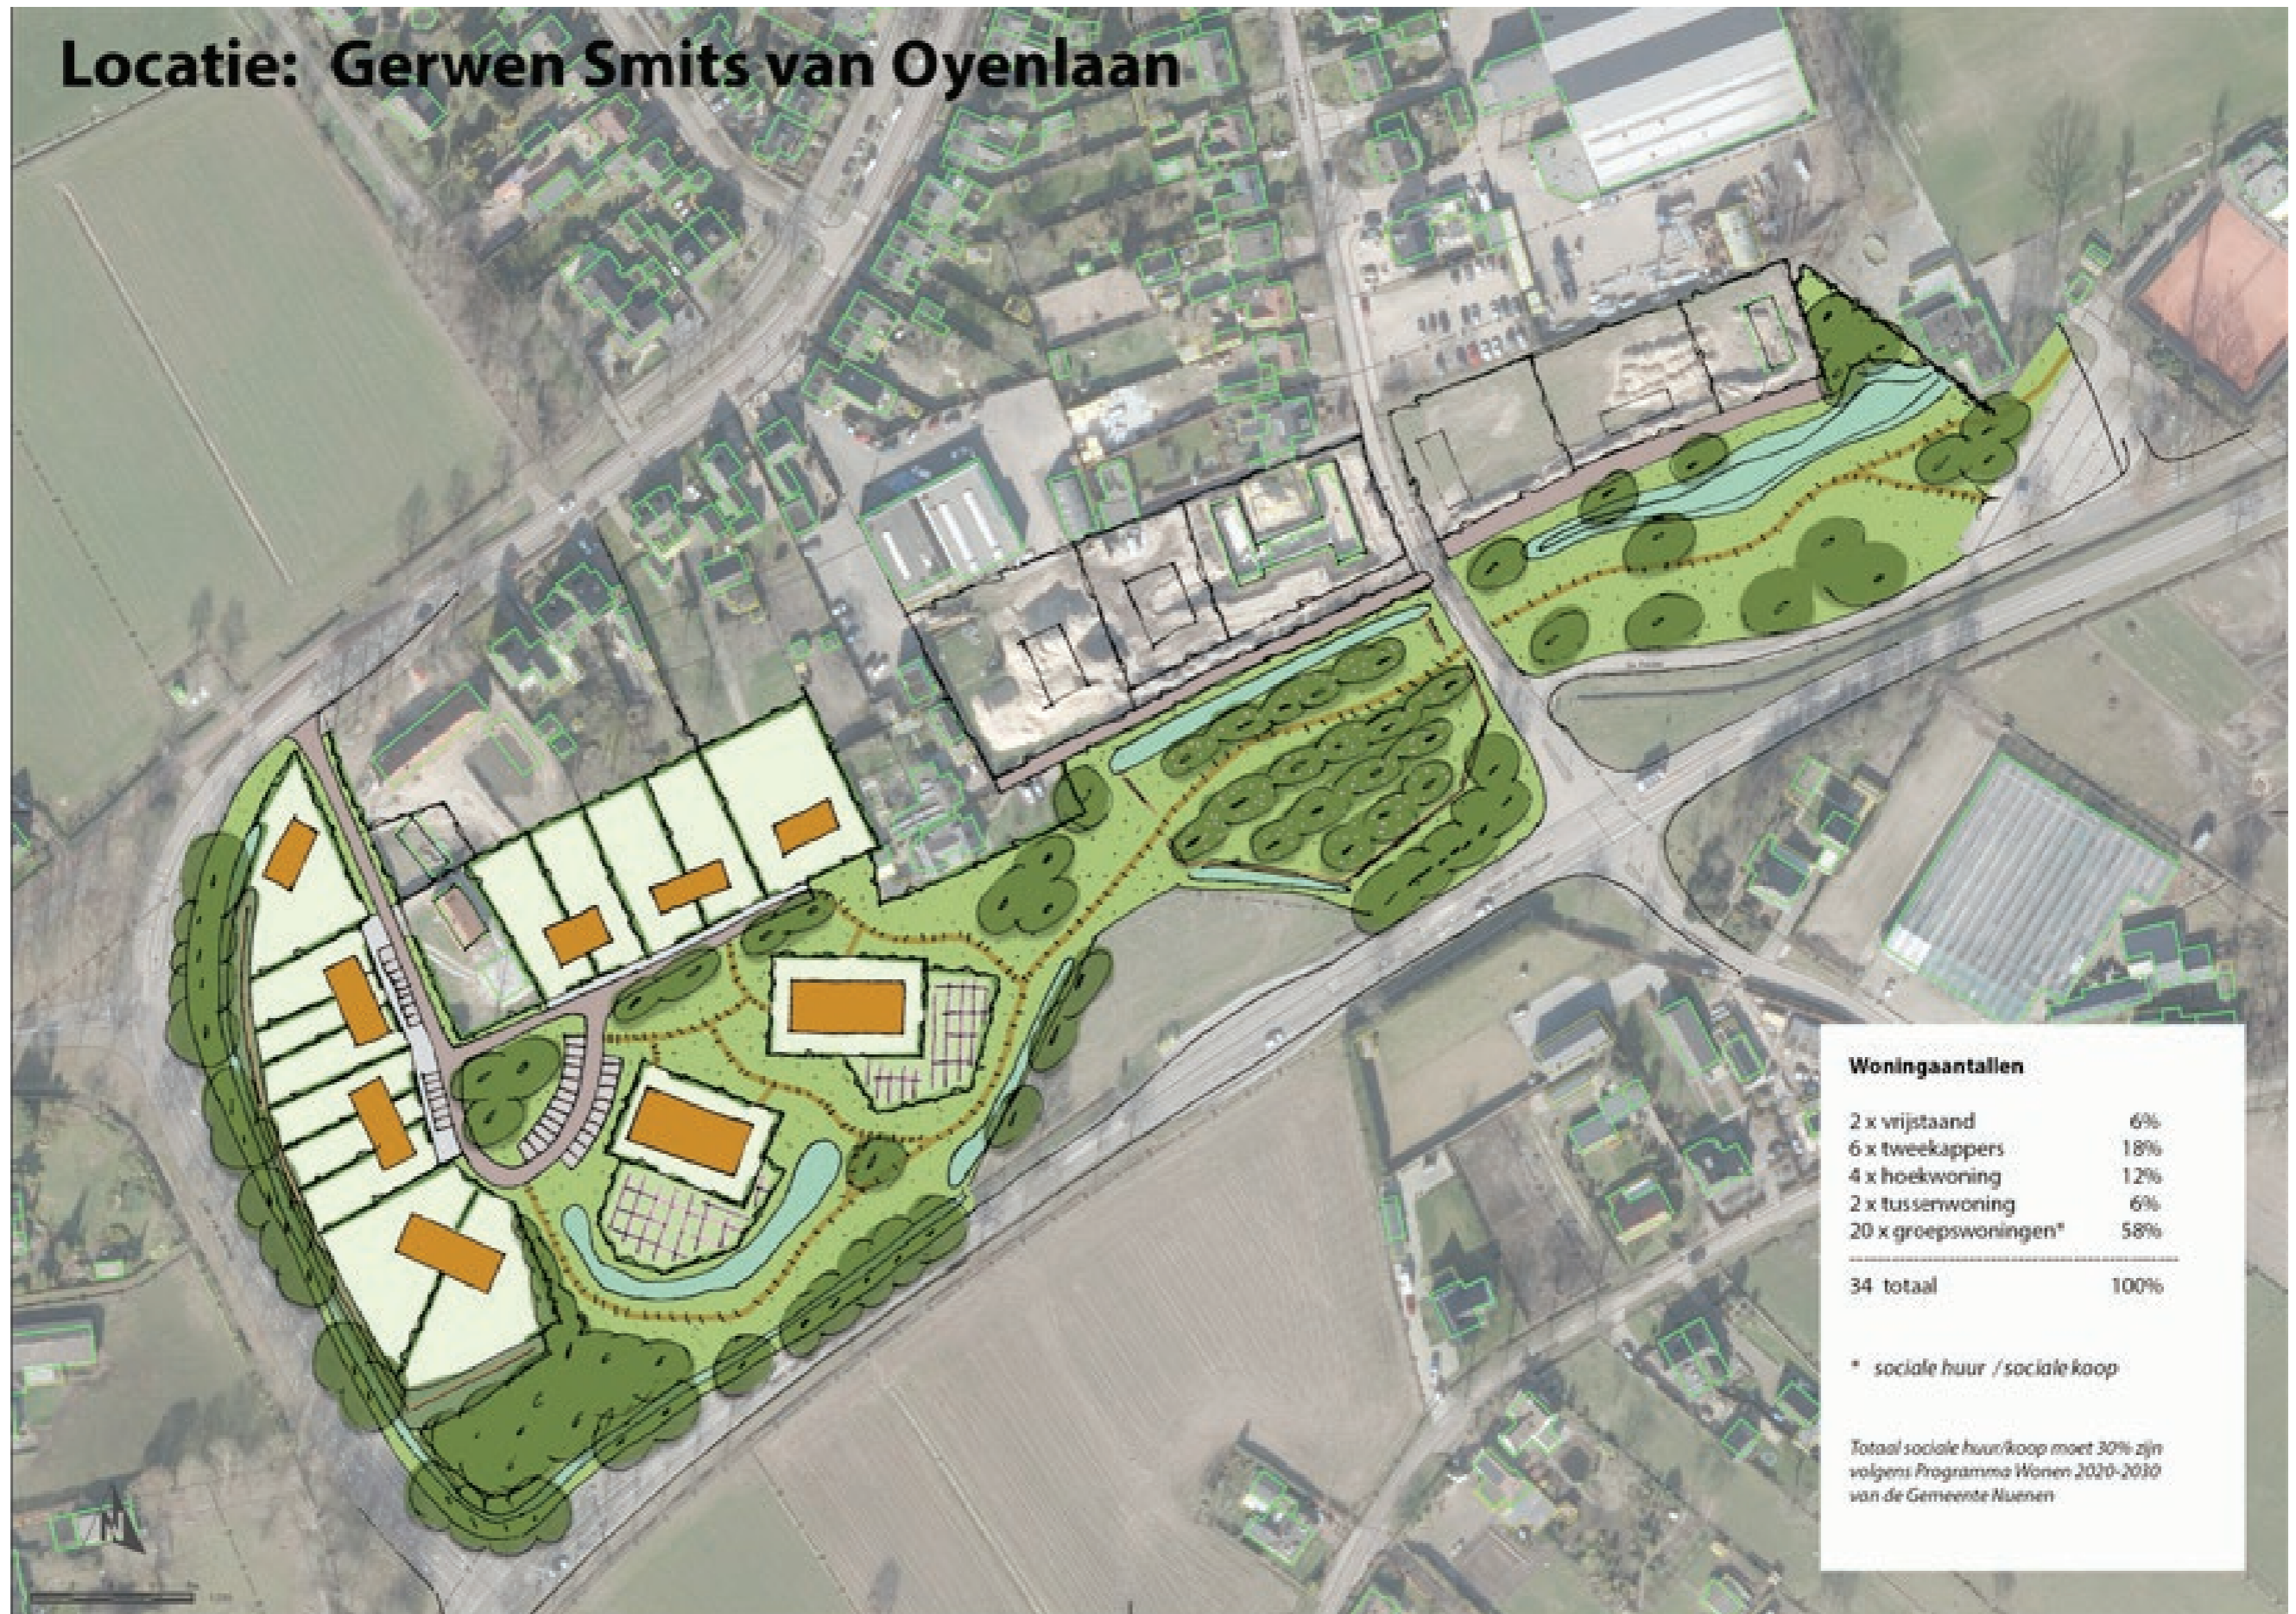 Locatie: Gerwen Smits van Oyenlaan
Woningaantallen
2 x vrijstaand 6%
6 x tweekappers 18%
4 x hoekwoning 12%
2 x tussenwoning 6%
20 x groepswoningen* 58%
34 totaal 100%
* sociale huur / sociale koop
Totaal sociale huur/koop moet 30% zijn
volgens Programma Wonen 2020-2030
van de Gemeente Nuenen
N